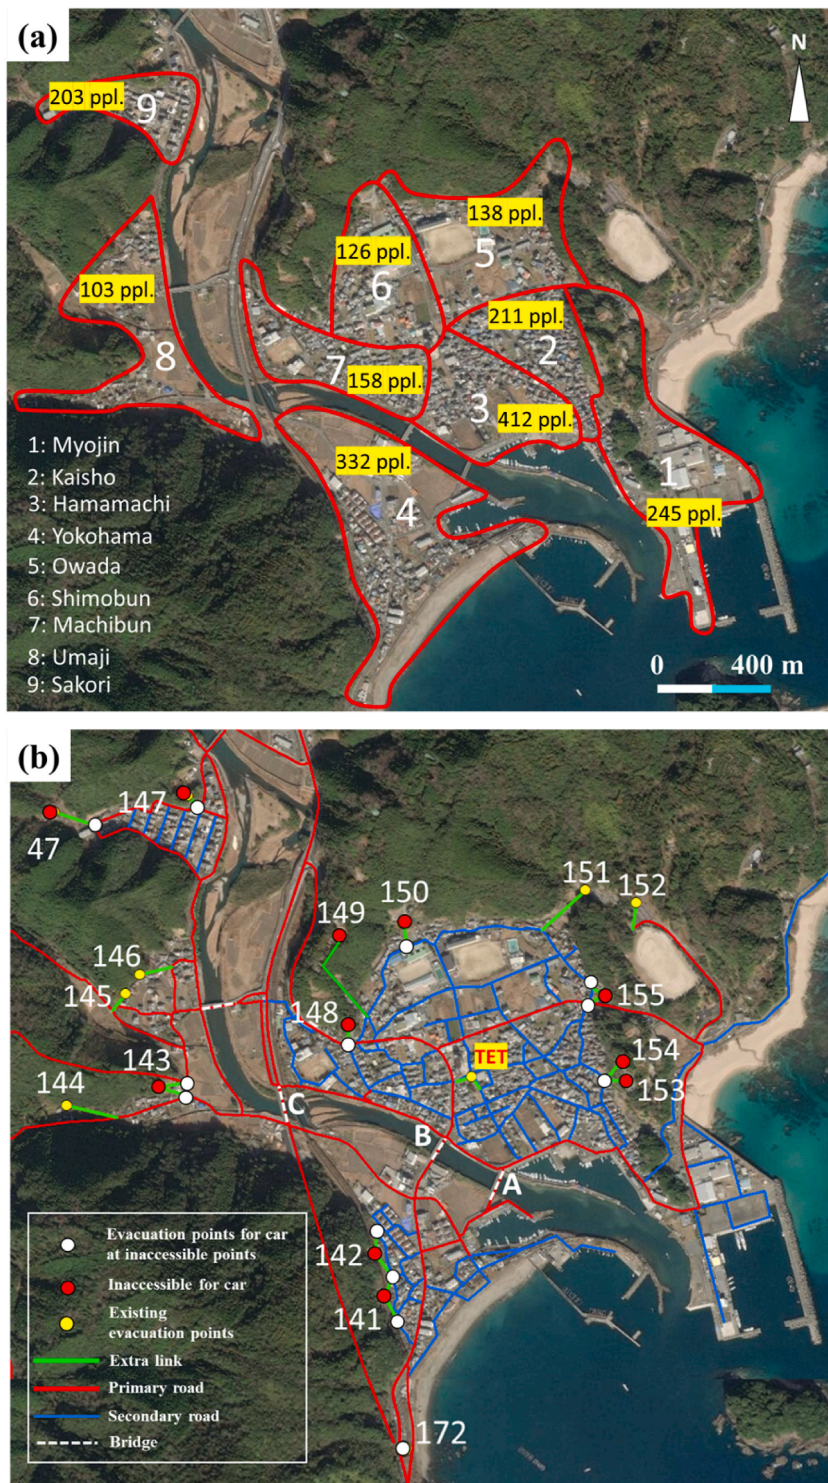 (a)
N
203 ppl.
9
138 ppl.
5
126 ppl.
6
103 ppl.
211 ppl.
2
8
7
158 ppl.
3
412 ppl.
332 ppl.
4
1
245 ppl.
1: Myojin
2: Kaisho
3: Hamamachi
4: Yokohama
5: Owada
6: Shimobun
7: Machibun
8: Umaji
9: Sakori
0 400 m
(b)
147
47
151
152
150
149
146
145
148
155
TET
154
143
153
144
C
B
A
142
141
172
Evacuation points for car
at inaccessible points
Inaccessible for car
Existing
evacuation points
Extra link
Primary road
Secondary road
Bridge